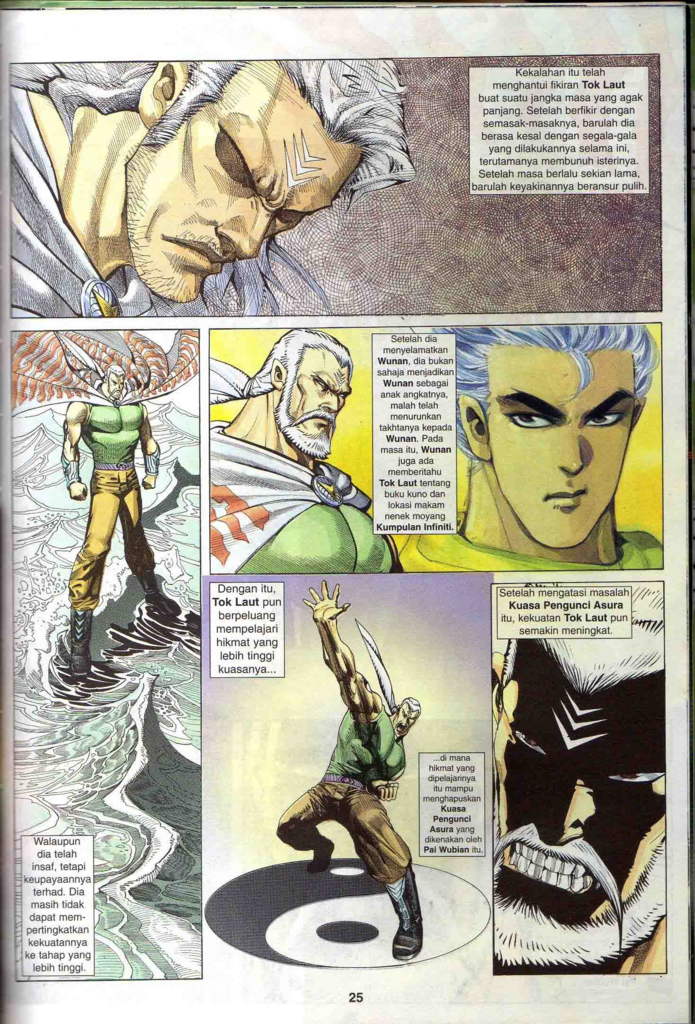 Kekalahan itu telah
menghantui fikiran Tok Laut
buat suatu jangka masa yang agak
panjang. Setelah berfikir dengan
semasak-masaknya, barulah dia
berasa kesal dengan segala-gala
yang dilakukannya selama ini,
terutamanya membunuh isterinya.
Setelah masa berlalu sekian lama,
barulah keyakinannya beransur pulih.
Walaupun
dia telah
insaf, tetapi
keupayaannya
terhad. Dia
masih tidak
dapat mem-
pertingkatkan
kekuatannya
ke tahap yang
lebih tinggi.
Setelah dia
menyelamatkan
Wunan, dia bukan
sahaja menjadikan
Wunan sebagai
anak angkatnya,
malah telah
menurunkan
takhtanya kepada
Wunan. Pada
masa itu, Wunan
juga ada
memberitahu
Tok Laut tentang
buku kuno dan
lokasi makam
nenek moyang
Kumpulan Infiniti.
Dengan itu,
Tok Laut pun
berpeluang
mempelajari
hikmat yang
lebih tinggi
kuasanya...
...di mana
hikmat yang
dipelajarinya
itu mampu
menghapuskan
Kuasa
Pengunci
Asura yang
dikenakan oleh
Pai Wubian itu.
Setelah mengatasi masalah
Kuasa Pengunci Asura
itu, kekuatan Tok Laut pun
semakin meningkat.
25